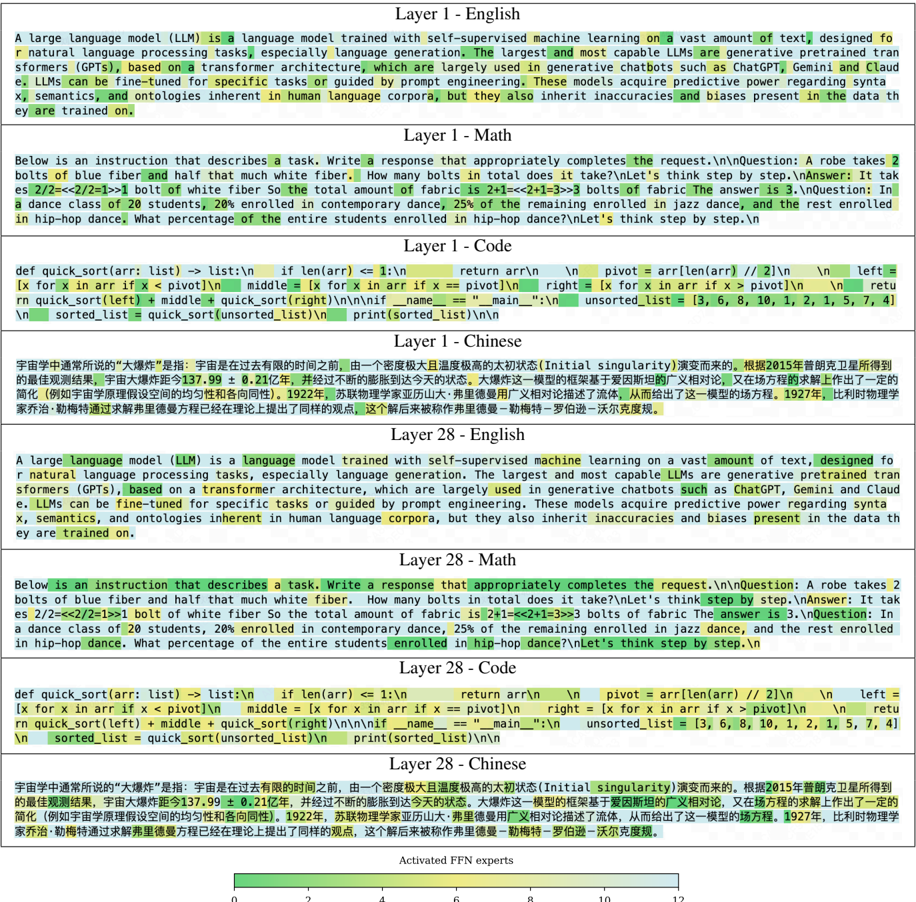 Layer 1 - English
A large language model (LLM) is a language model trained with self-supervised machine learning on a vast amount of text, designed fo
r natural language processing tasks, especially language generation. The largest and most capable LLMs are generative pretrained tran
sformers (GPTs), based on a transformer architecture, which are largely used in generative chatbots such as ChatGPT, Gemini and Claud
e. LLMs can be fine-tuned for specific tasks or guided by prompt engineering. These models acquire predictive power regarding synta
x, semantics, and ontologies inherent in human language corpora, but they also inherit inaccuracies and biases present in the data th
ey are trained on.
Layer 1 - Math
Below is an instruction that describes a task. Write a response that appropriately completes the request.\n\nQuestion: A robe takes 2
bolts of blue fiber and half that much white fiber.  How many bolts in total does it take?\nLet's think step by step.\nAnswer: It tak
es 2/2=<<2/2=1>>1 bolt of white fiber So the total amount of fabric is 2+1=<<2+1=3>>3 bolts of fabric The answer is 3.\nQuestion: In
a dance class of 20 students, 20% enrolled in contemporary dance, 25% of the remaining enrolled in jazz dance, and the rest enrolled
in hip-hop dance. What percentage of the entire students enrolled in hip-hop dance?\nLet's think step by step.\n
Layer 1 - Code
def quick_sort(arr: list) -> list:\n    if len(arr) <= 1:\n        return arr\n    \n    pivot = arr[len(arr) // 2]\n    \n    left =
[x for x in arr if x < pivot]\n    middle = [x for x in arr if x == pivot]\n    right = [x for x in arr if x > pivot]\n    \n    retu
rn quick_sort(left) + middle + quick_sort(right)\n\n\nif __name__ == "__main__":\n    unsorted_list = [3, 6, 8, 10, 1, 2, 1, 5, 7, 4]
\n    sorted_list = quick_sort(unsorted_list)\n    print(sorted_list)\n\n
Layer 1 - Chinese
宇宙学中通常所说的“大爆炸”是指：宇宙是在过去有限的时间之前，由一个密度极大且温度极高的太初状态(Initial singularity)演变而来的。根据2015年普朗克卫星所得到
的最佳观测结果，宇宙大爆炸距今137.99 ± 0.21亿年，并经过不断的膨胀到达今天的状态。大爆炸这一模型的框架基于爱因斯坦的广义相对论，又在场方程的求解上作出了一定的
简化（例如宇宙学原理假设空间的均匀性和各向同性）。1922年，苏联物理学家亚历山大·弗里德曼用广义相对论描述了流体，从而给出了这一模型的场方程。1927年，比利时物理学
家乔治·勒梅特通过求解弗里德曼方程已经在理论上提出了同样的观点，这个解后来被称作弗里德曼－勒梅特－罗伯逊－沃尔克度规。
Layer 28 - English
A large language model (LLM) is a language model trained with self-supervised machine learning on a vast amount of text, designed fo
r natural language processing tasks, especially language generation. The largest and most capable LLMs are generative pretrained tran
sformers (GPTs), based on a transformer architecture, which are largely used in generative chatbots such as ChatGPT, Gemini and Claud
e. LLMs can be fine-tuned for specific tasks or guided by prompt engineering. These models acquire predictive power regarding synta
x, semantics, and ontologies inherent in human language corpora, but they also inherit inaccuracies and biases present in the data th
ey are trained on.
Layer 28 - Math
Below is an instruction that describes a task. Write a response that appropriately completes the request.\n\nQuestion: A robe takes 2
bolts of blue fiber and half that much white fiber.  How many bolts in total does it take?\nLet's think step by step.\nAnswer: It tak
es 2/2=<<2/2=1>>1 bolt of white fiber So the total amount of fabric is 2+1=<<2+1=3>>3 bolts of fabric The answer is 3.\nQuestion: In
a dance class of 20 students, 20% enrolled in contemporary dance, 25% of the remaining enrolled in jazz dance, and the rest enrolled
in hip-hop dance. What percentage of the entire students enrolled in hip-hop dance?\nLet's think step by step.\n
Layer 28 - Code
def quick_sort(arr: list) -> list:\n    if len(arr) <= 1:\n        return arr\n    \n    pivot = arr[len(arr) // 2]\n    \n    left =
[x for x in arr if x < pivot]\n    middle = [x for x in arr if x == pivot]\n    right = [x for x in arr if x > pivot]\n    \n    retu
rn quick_sort(left) + middle + quick_sort(right)\n\n\nif __name__ == "__main__":\n    unsorted_list = [3, 6, 8, 10, 1, 2, 1, 5, 7, 4]
\n    sorted_list = quick_sort(unsorted_list)\n    print(sorted_list)\n\n
Layer 28 - Chinese
宇宙学中通常所说的“大爆炸”是指：宇宙是在过去有限的时间之前，由一个密度极大且温度极高的太初状态(Initial singularity)演变而来的。根据2015年普朗克卫星所得到
的最佳观测结果，宇宙大爆炸距今137.99 ± 0.21亿年，并经过不断的膨胀到达今天的状态。大爆炸这一模型的框架基于爱因斯坦的广义相对论，又在场方程的求解上作出了一定的
简化（例如宇宙学原理假设空间的均匀性和各向同性）。1922年，苏联物理学家亚历山大·弗里德曼用广义相对论描述了流体，从而给出了这一模型的场方程。1927年，比利时物理学
家乔治·勒梅特通过求解弗里德曼方程已经在理论上提出了同样的观点，这个解后来被称作弗里德曼－勒梅特－罗伯逊－沃尔克度规。
Activated FFN experts
0 2 4 6 8 10 12